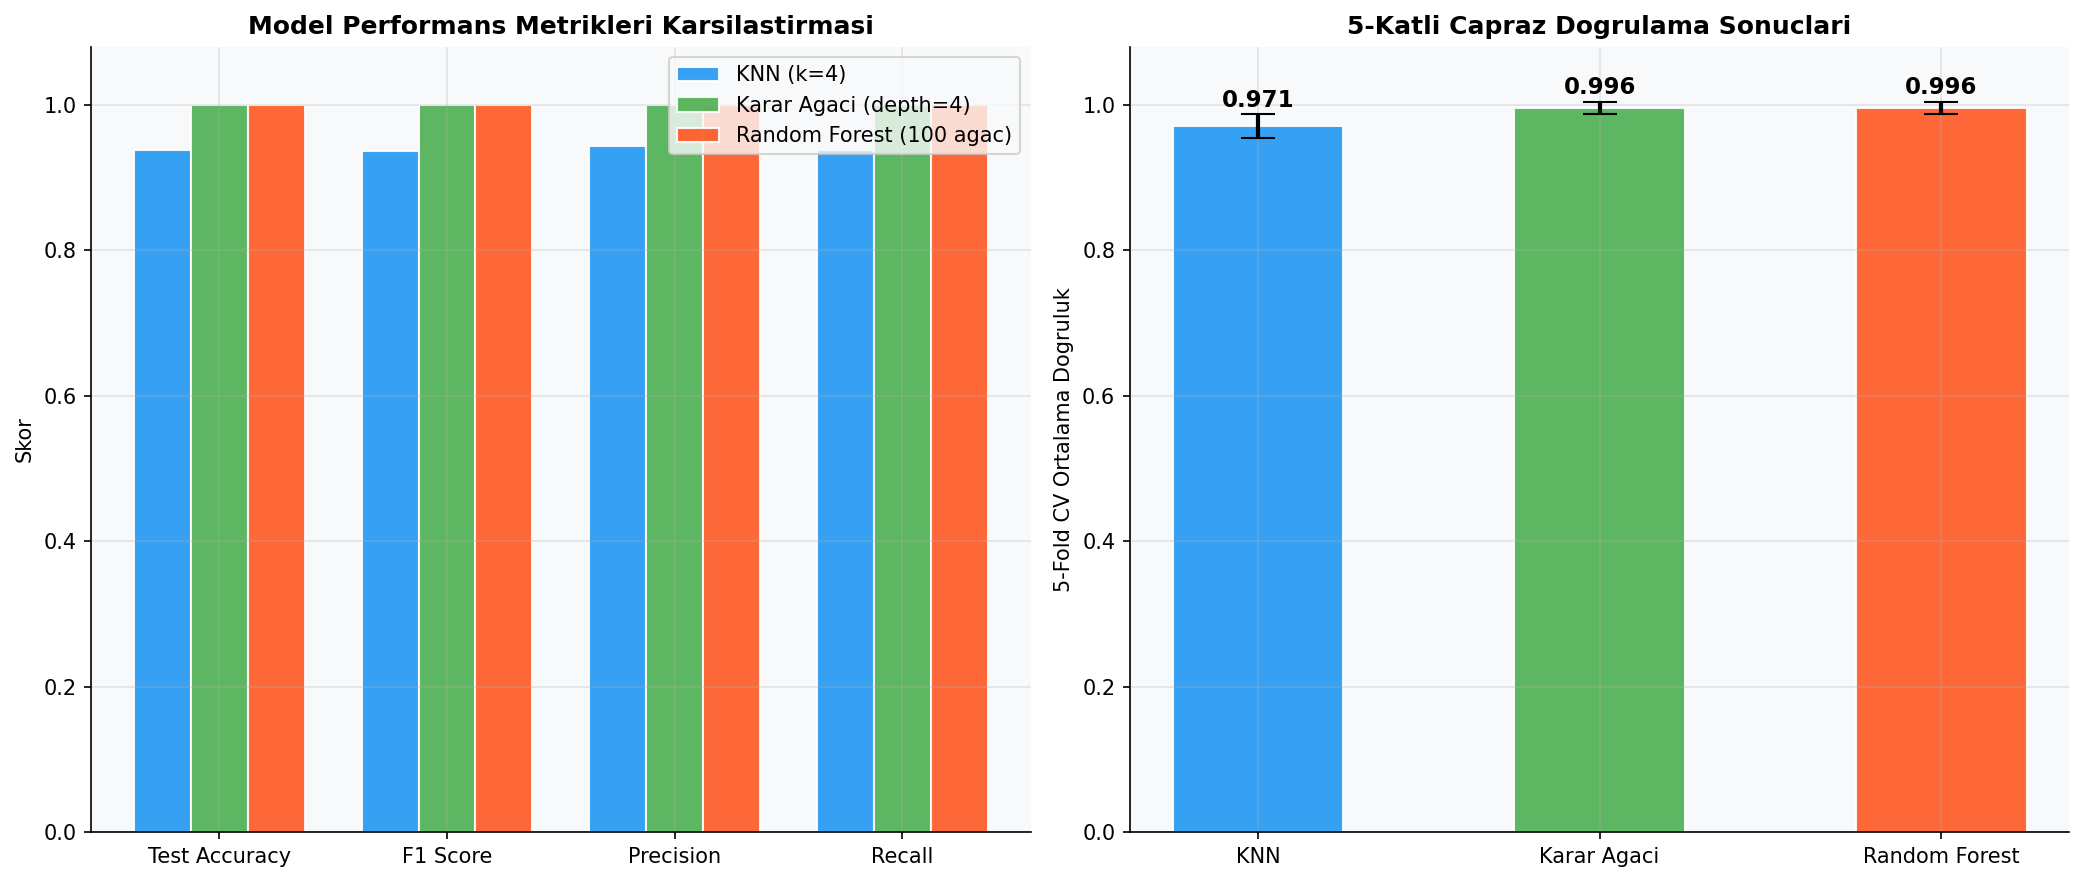 Model Performans Metrikleri Karsilastirmasi
KNN (k=4)
Karar Agaci (depth=4)
Random Forest (100 agac)
Skor
1.0
0.8
0.6
0.4
0.2
0.0
Test Accuracy
F1 Score
Precision
Recall
5-Katli Capraz Dogrulama Sonuclari
5-Fold CV Ortalama Dogruluk
1.0
0.8
0.6
0.4
0.2
0.0
0.971
0.996
0.996
KNN
Karar Agaci
Random Forest